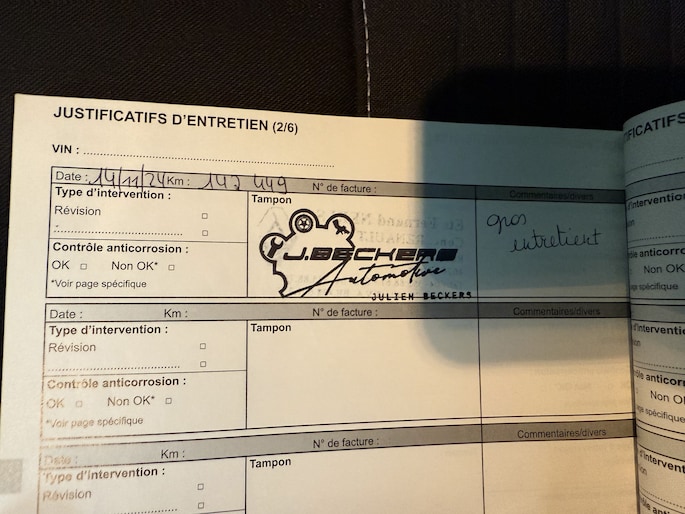 JUSTIFICATIFS D'ENTRETIEN (2/6)
VIN :
Date : 14/11/24 Km : 142 449 N° de facture : Commentaires/divers
Type d'intervention :
Révision
Contrôle anticorrosion :
OK Non OK*
*Voir page spécifique
Tampon
J.BECKERS
Automotive
JULIEN BECKERS
gros
entretient
Date : Km : N° de facture : Commentaires/divers
Type d'intervention :
Révision
Contrôle anticorrosion :
OK Non OK*
*Voir page spécifique
Tampon
Date : Km : N° de facture : Commentaires/divers
Type d'intervention :
Révision
Tampon